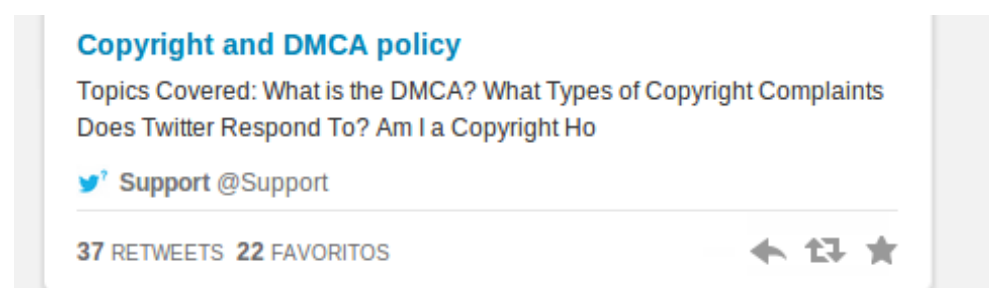 Copyright and DMCA policy
Topics Covered: What is the DMCA? What Types of Copyright Complaints
Does Twitter Respond To? Am I a Copyright Ho
Support @Support
37 RETWEETS 22 FAVORITOS